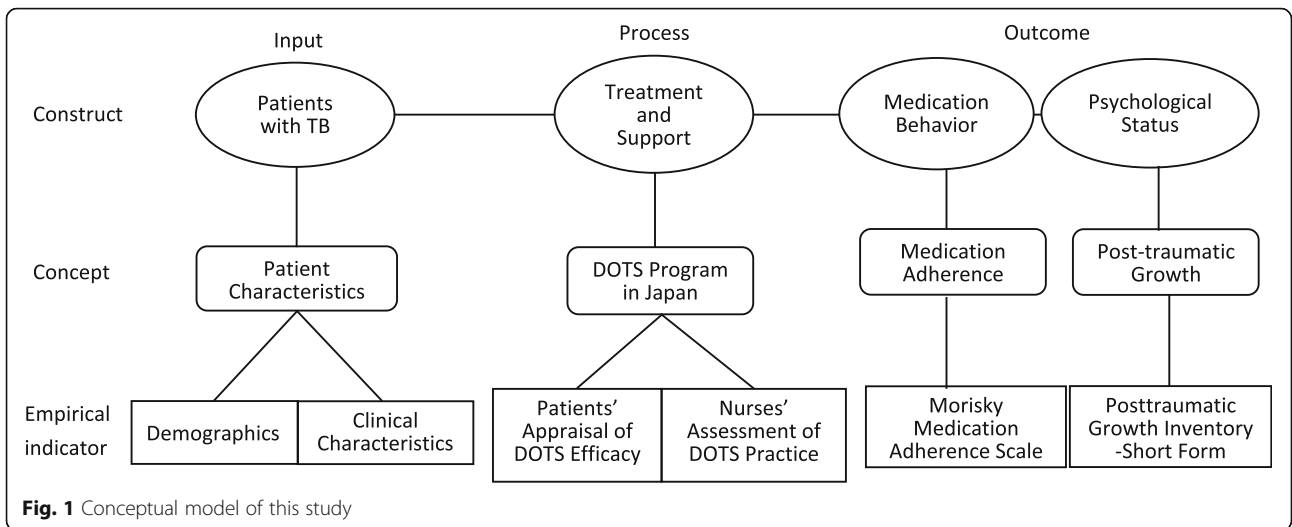 Input
Process
Outcome
Construct
Patients
with TB
Treatment
and
Support
Medication
Behavior
Psychological
Status
Concept
Patient
Characteristics
DOTS Program
in Japan
Medication
Adherence
Post-traumatic
Growth
Empirical
indicator
Demographics
Clinical
Characteristics
Patients’
Appraisal of
DOTS Efficacy
Nurses’
Assessment of
DOTS Practice
Morisky
Medication
Adherence Scale
Posttraumatic
Growth Inventory
-Short Form
Fig. 1 Conceptual model of this study